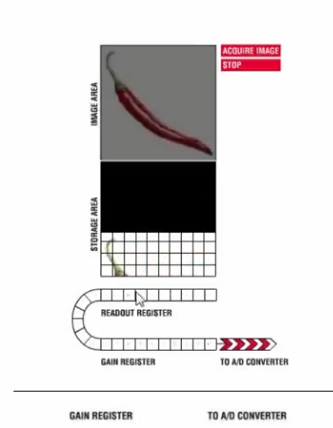 ACQUIRE IMAGE
STOP
IMAGE AREA
STORAGE AREA
READOUT REGISTER
GAIN REGISTER
TO A/D CONVERTER
GAIN REGISTER
TO A/D CONVERTER